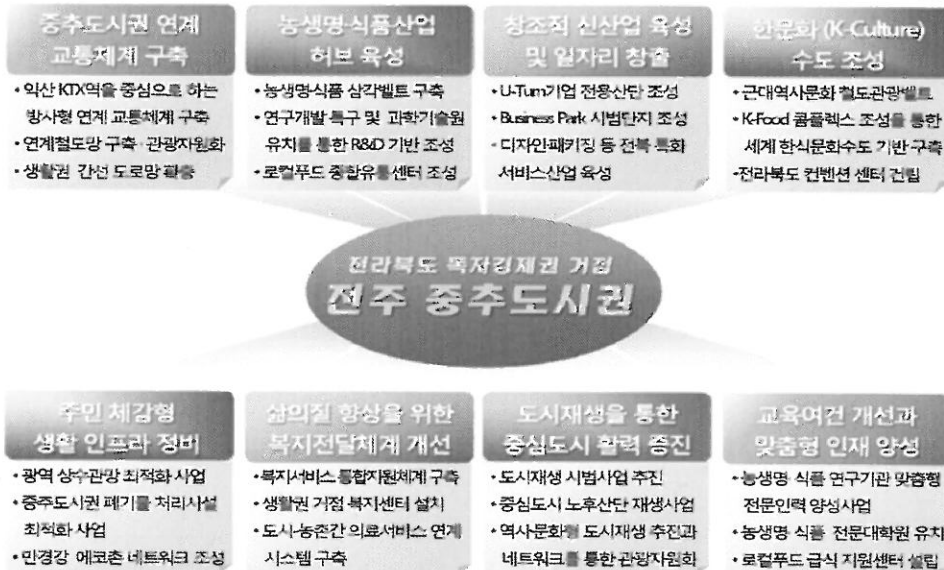 중추도시권 연계
교통체계 구축
• 익산 KTX역을 중심으로 하는
방사형 연계 교통체계 구축
• 연계철도망 구축·관광자원화
• 생활권 간선 도로망 확충
농생명·식품산업
허브 육성
• 농생명·식품 삼각벨트 구축
• 연구개발 특구 및 과학기술원
유치를 통한 R&D 기반 조성
• 로컬푸드 종합유통센터 조성
창조적 신산업 육성
및 일자리 창출
• U-Turn기업 전용산단 조성
• Business Park 시범단지 조성
• 디자인패키징 등 전북 특화
서비스산업 육성
한문화 (K-Culture)
수도 조성
• 근대역사문화 철도관광벨트
• K-Food 콤플렉스 조성을 통한
세계 한식문화수도 기반 구축
• 전라북도 컨벤션 센터 건립
전라북도 독자경제권 거점
전주 중추도시권
주민 체감형
생활 인프라 정비
• 광역 상수관망 최적화 사업
• 중추도시권 폐기물 처리시설
최적화 사업
• 만경강 에코촌 네트워크 조성
삶의질 향상을 위한
복지전달체계 개선
• 복지서비스 통합지원체계 구축
• 생활권 거점 복지센터 설치
• 도시·농촌간 의료서비스 연계
시스템 구축
도시재생을 통한
중심도시 활력 증진
• 도시재생 시범사업 추진
• 중심도시 노후산단 재생사업
• 역사문화형 도시재생 추진과
네트워크를 통한 관광자원화
교육여건 개선과
맞춤형 인재 양성
• 농생명·식품 연구기관 맞춤형
전문인력 양성사업
• 농생명·식품 전문대학원 유치
• 로컬푸드 급식 지원센터 설립